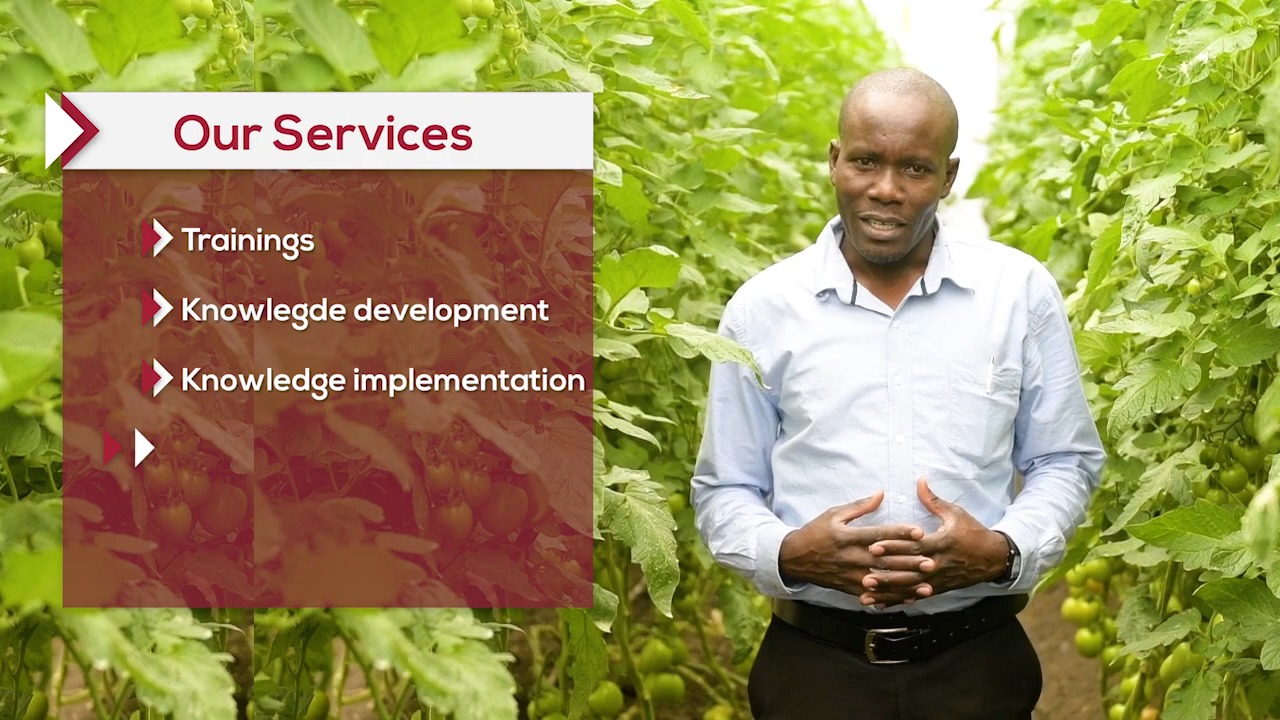 Our Services
Trainings
Knowlegde development
Knowledge implementation